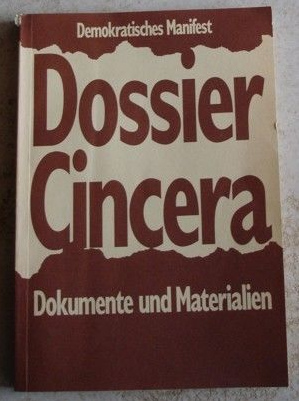 Demokratisches Manifest
Dossier
Cincera
Dokumente und Materialien